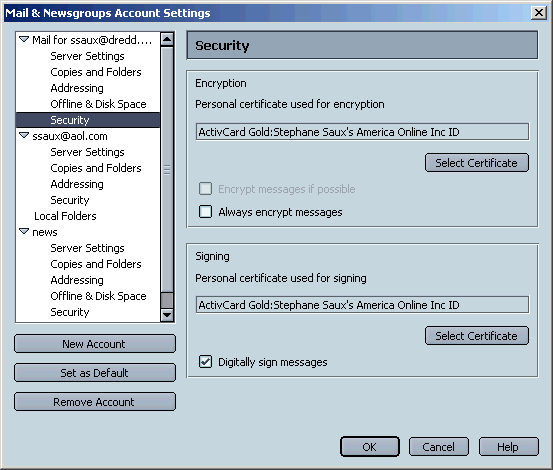 Mail & Newsgroups Account Settings
Mail for ssaux@dredd....
Server Settings
Copies and Folders
Addressing
Offline & Disk Space
Security
ssaux@aol.com
Server Settings
Copies and Folders
Addressing
Security
Local Folders
news
Server Settings
Copies and Folders
Addressing
Offline & Disk Space
Security
New Account
Set as Default
Remove Account
Security
Encryption
Personal certificate used for encryption
ActivCard Gold:Stephane Saux's America Online Inc ID
Select Certificate
Encrypt messages if possible
Always encrypt messages
Signing
Personal certificate used for signing
ActivCard Gold:Stephane Saux's America Online Inc ID
Select Certificate
Digitally sign messages
OK
Cancel
Help